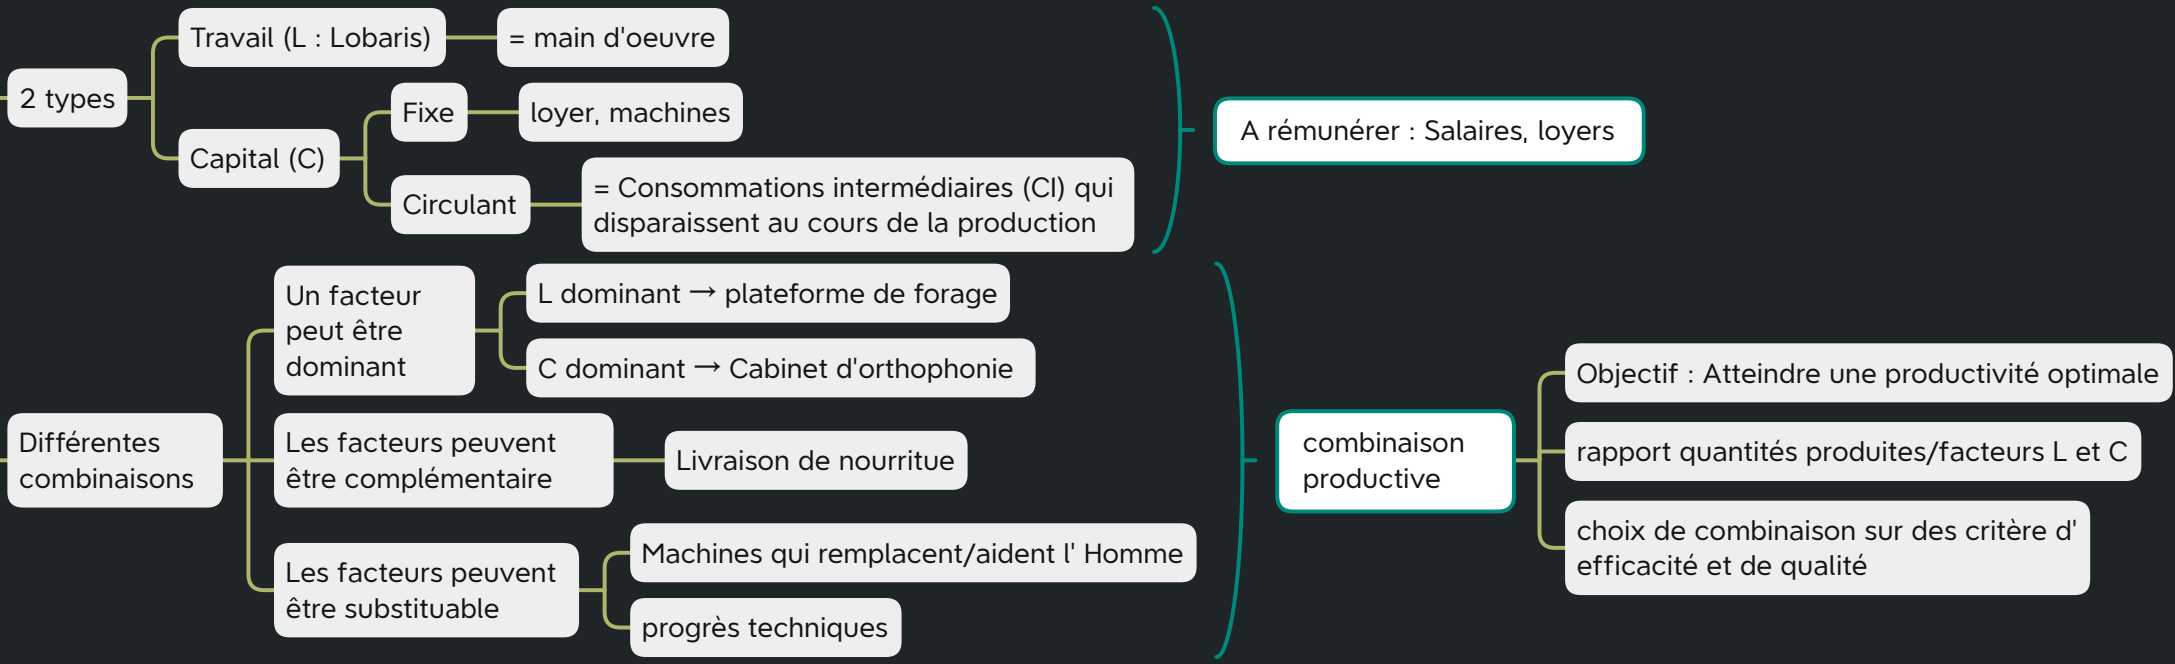 2 types
Travail (L : Lobaris)
= main d'oeuvre
Capital (C)
Fixe
loyer, machines
Circulant
= Consommations intermédiaires (CI) qui
disparaissent au cours de la production
A rémunérer : Salaires, loyers
Différentes
combinaisons
Un facteur
peut être
dominant
L dominant → plateforme de forage
C dominant → Cabinet d'orthophonie
Les facteurs peuvent
être complémentaire
Livraison de nourritue
Les facteurs peuvent
être substituable
Machines qui remplacent/aident l' Homme
progrès techniques
combinaison
productive
Objectif : Atteindre une productivité optimale
rapport quantités produites/facteurs L et C
choix de combinaison sur des critère d'
efficacité et de qualité